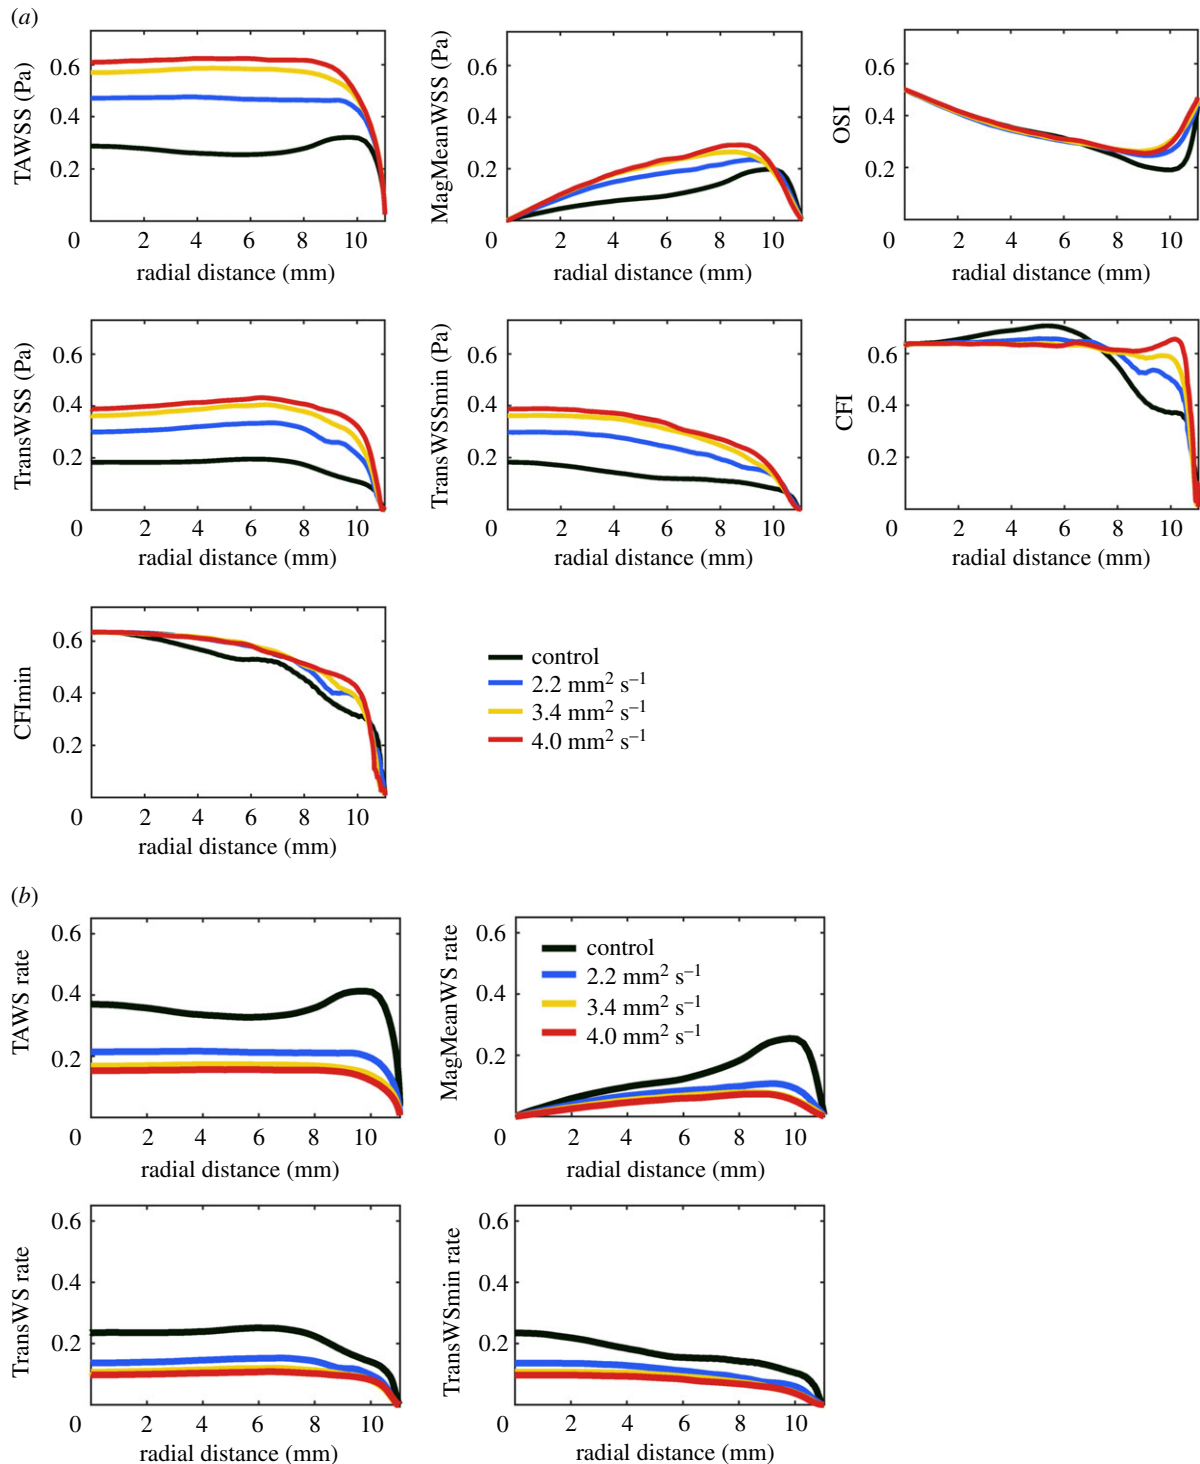 (a)
TAWSS (Pa)
0.6
0.4
0.2
0 2 4 6 8 10
radial distance (mm)
MagMeanWSS (Pa)
0.6
0.4
0.2
0 2 4 6 8 10
radial distance (mm)
OSI
0.6
0.4
0.2
0 2 4 6 8 10
radial distance (mm)
TransWSS (Pa)
0.6
0.4
0.2
0 2 4 6 8 10
radial distance (mm)
TransWSSmin (Pa)
0.6
0.4
0.2
0 2 4 6 8 10
radial distance (mm)
CFI
0.6
0.4
0.2
0 2 4 6 8 10
radial distance (mm)
CFImin
0.6
0.4
0.2
0 2 4 6 8 10
radial distance (mm)
control
2.2 mm² s⁻¹
3.4 mm² s⁻¹
4.0 mm² s⁻¹
(b)
TAWS rate
0.6
0.4
0.2
0 2 4 6 8 10
radial distance (mm)
MagMeanWS rate
0.6
0.4
0.2
control
2.2 mm² s⁻¹
3.4 mm² s⁻¹
4.0 mm² s⁻¹
0 2 4 6 8 10
radial distance (mm)
TransWS rate
0.6
0.4
0.2
0 2 4 6 8 10
radial distance (mm)
TransWSmin rate
0.6
0.4
0.2
0 2 4 6 8 10
radial distance (mm)